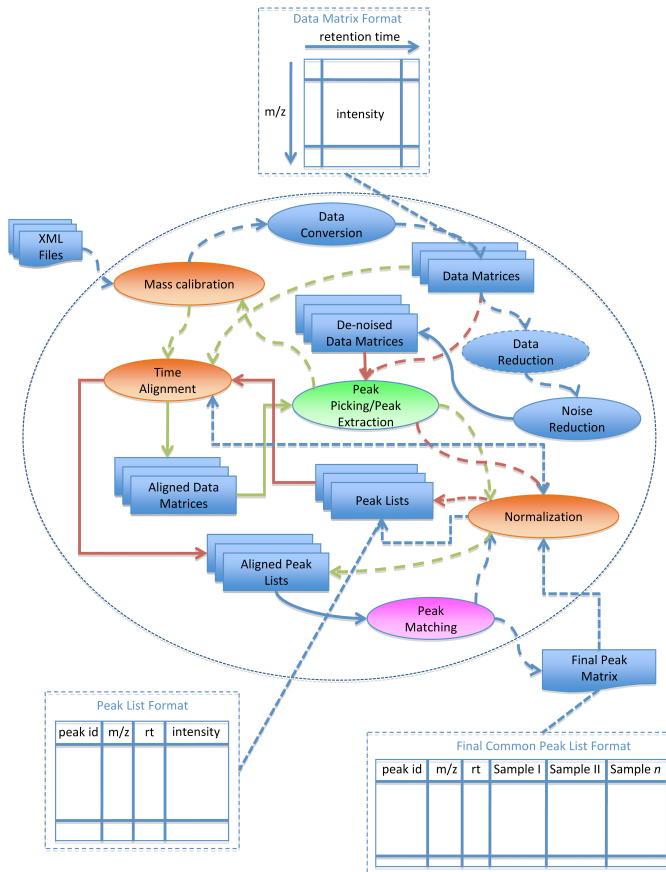 Data Matrix Format
retention time
m/z
intensity
XML
Files
Data
Conversion
Mass calibration
Data Matrices
De-noised
Data Matrices
Data
Reduction
Time
Alignment
Peak
Picking/Peak
Extraction
Noise
Reduction
Aligned Data
Matrices
Peak Lists
Normalization
Aligned Peak
Lists
Peak
Matching
Final Peak
Matrix
Peak List Format
peak id m/z rt intensity
Final Common Peak List Format
peak id m/z rt Sample I Sample II Sample n